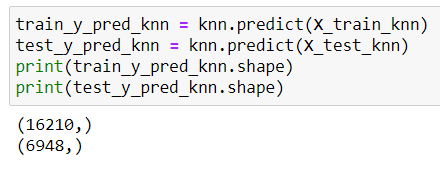 train_y_pred_knn = knn.predict(X_train_knn)
test_y_pred_knn = knn.predict(X_test_knn)
print(train_y_pred_knn.shape)
print(test_y_pred_knn.shape)
(16210,)
(6948,)